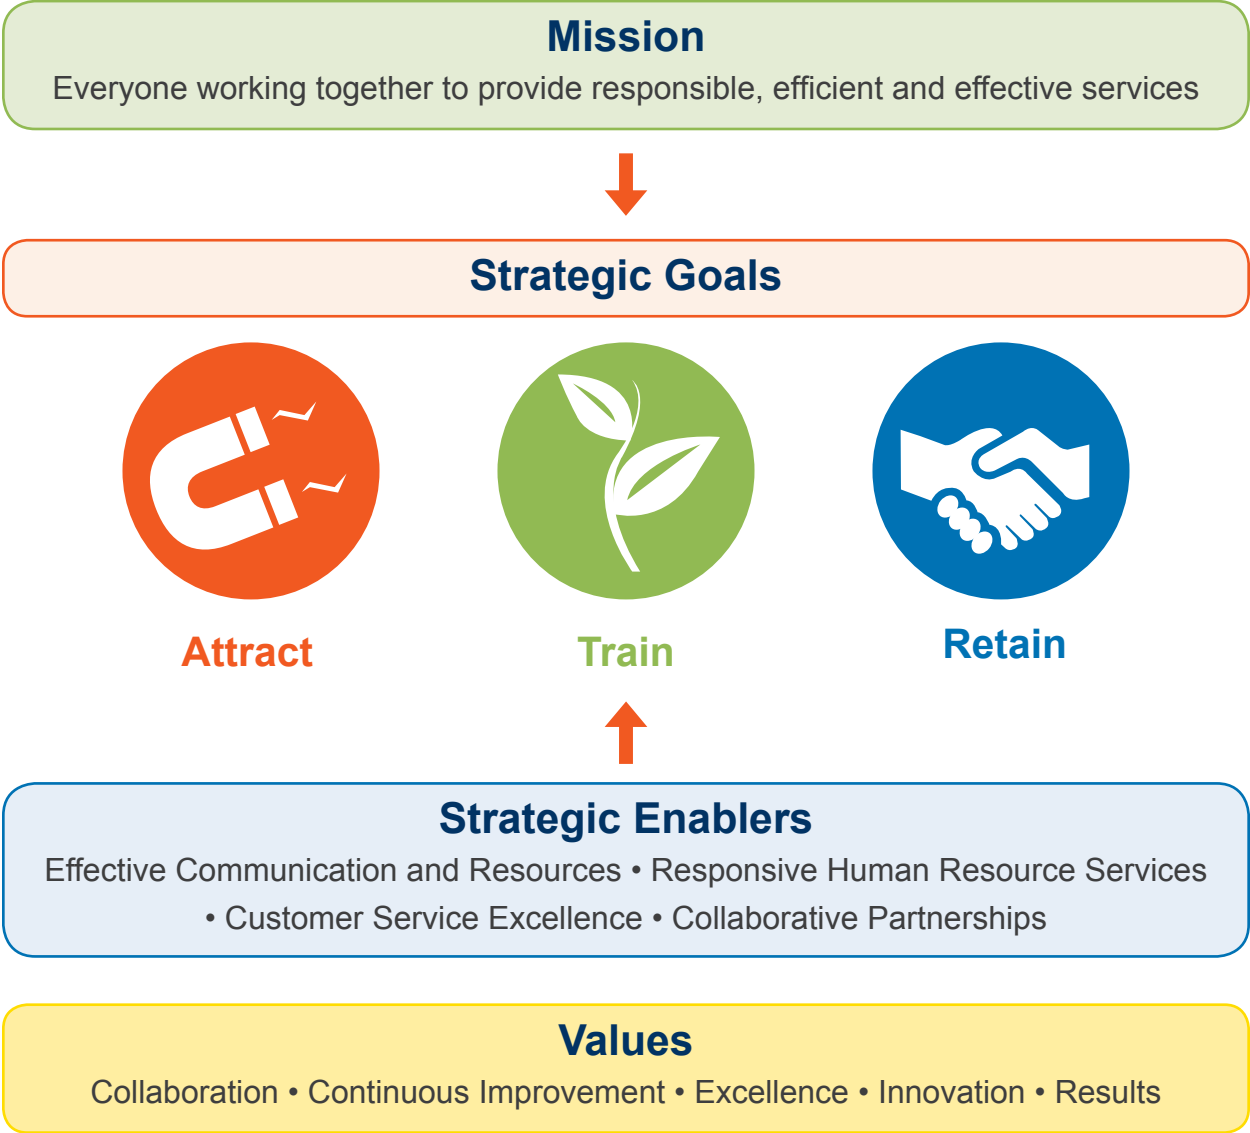 Mission
Everyone working together to provide responsible, efficient and effective services
Strategic Goals
Attract
Train
Retain
Strategic Enablers
Effective Communication and Resources • Responsive Human Resource Services
• Customer Service Excellence • Collaborative Partnerships
Values
Collaboration • Continuous Improvement • Excellence • Innovation • Results